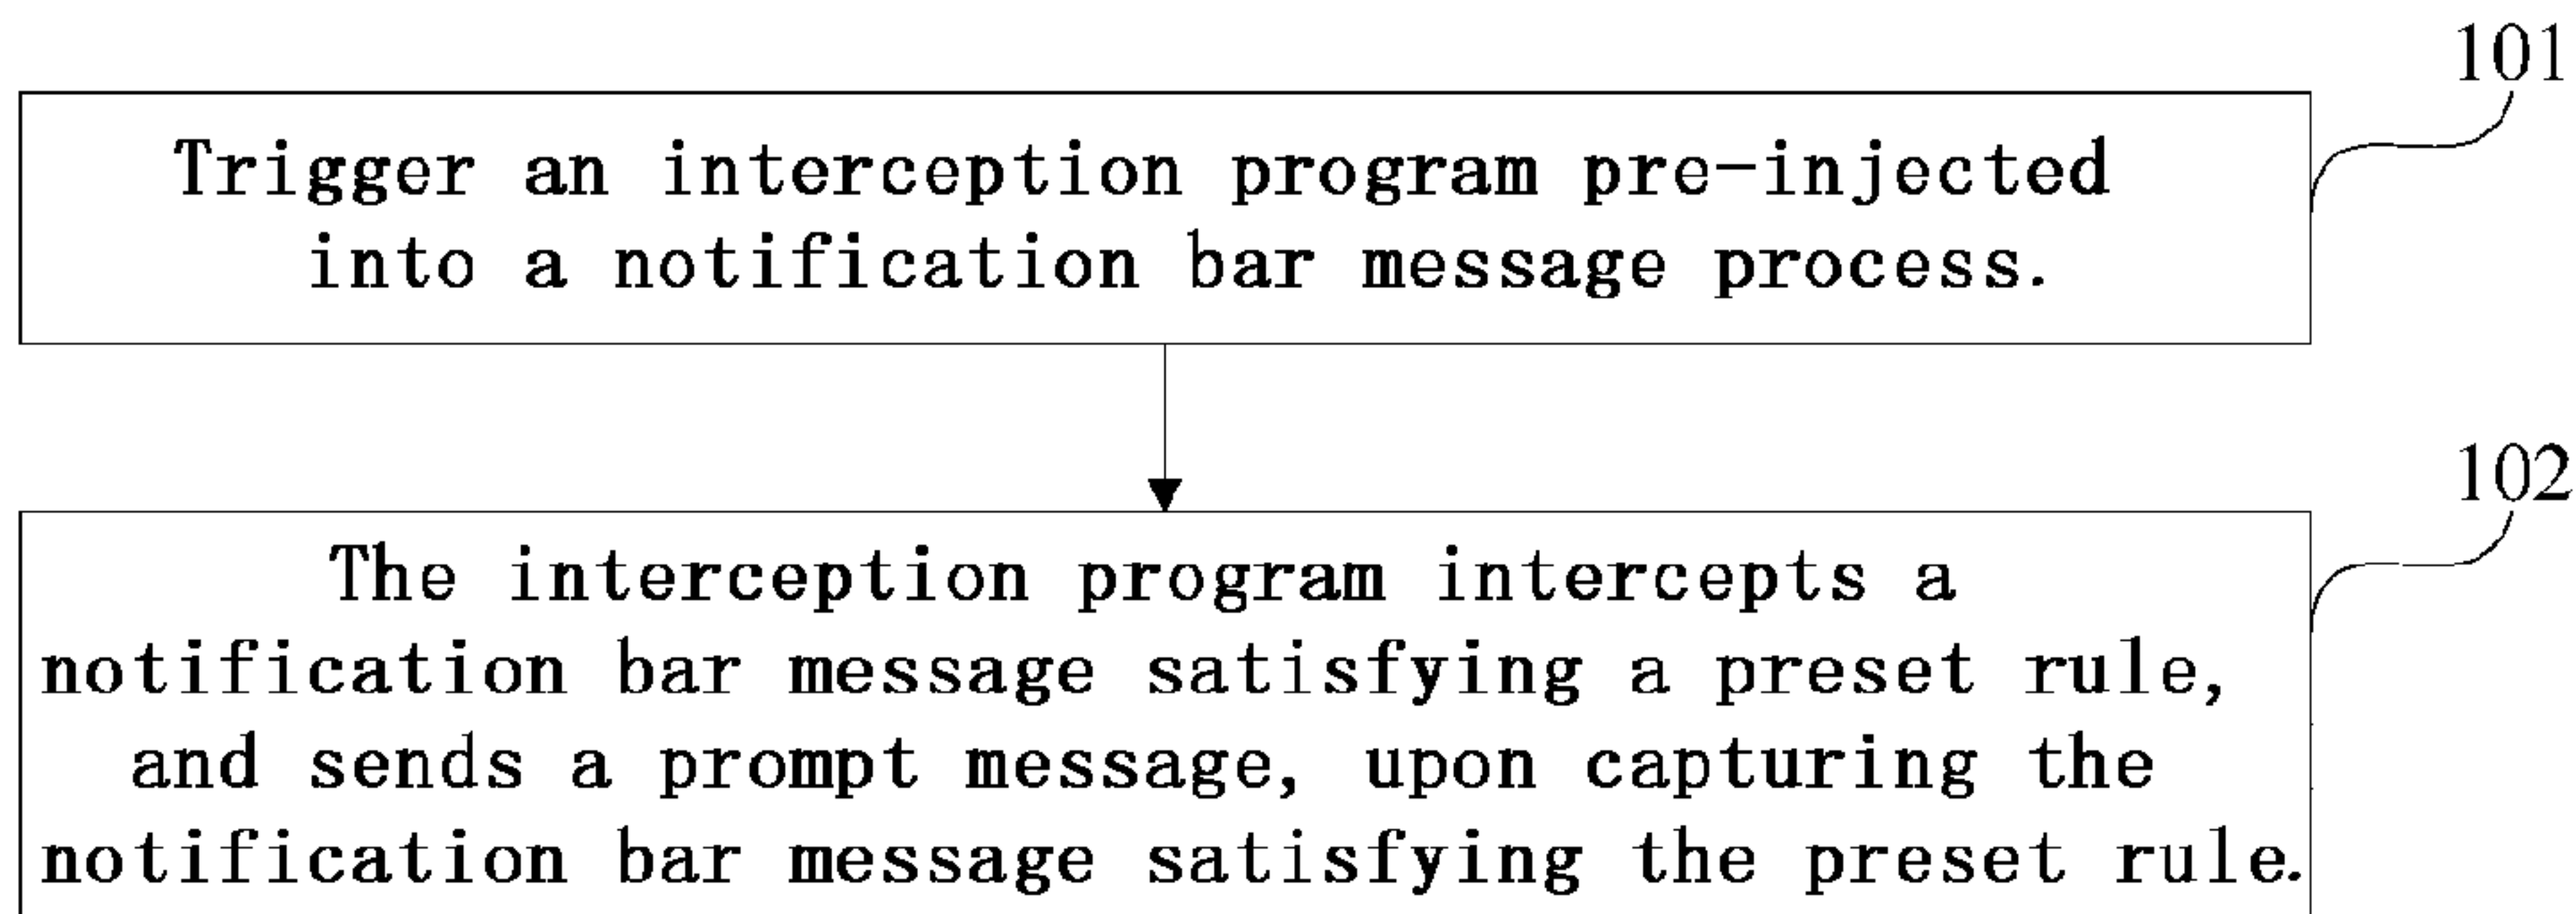 101
Trigger an interception program pre-injected
into a notification bar message process.
102
The interception program intercepts a
notification bar message satisfying a preset rule,
and sends a prompt message, upon capturing the
notification bar message satisfying the preset rule.